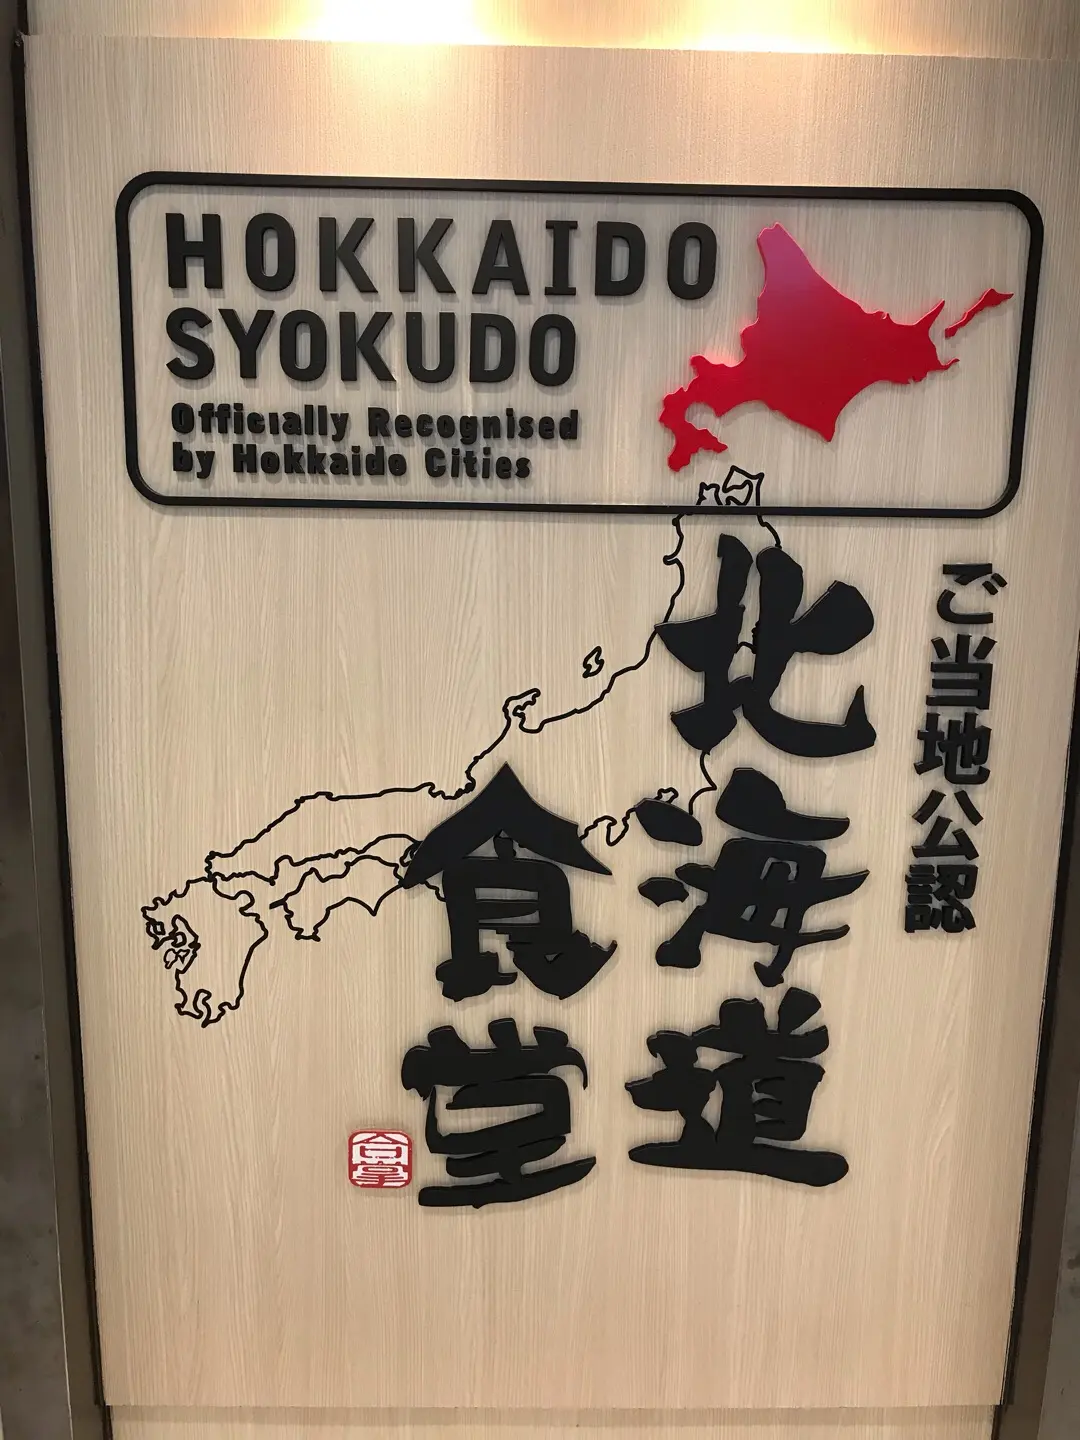 HOKKAIDO
SYOKUDO
Officially Recognised
by Hokkaido Cities
ご当地公認
北海道
食堂